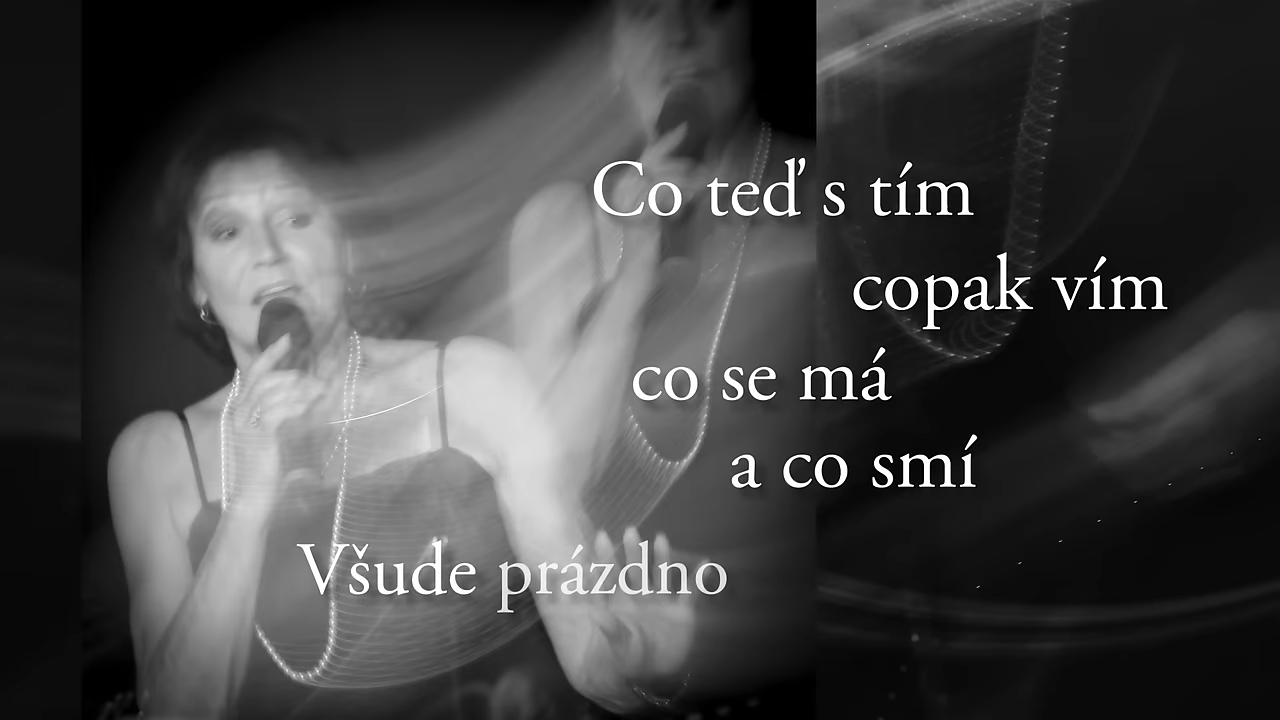 Co teď s tím
copak vím
co se má
a co smí
Všude prázdno